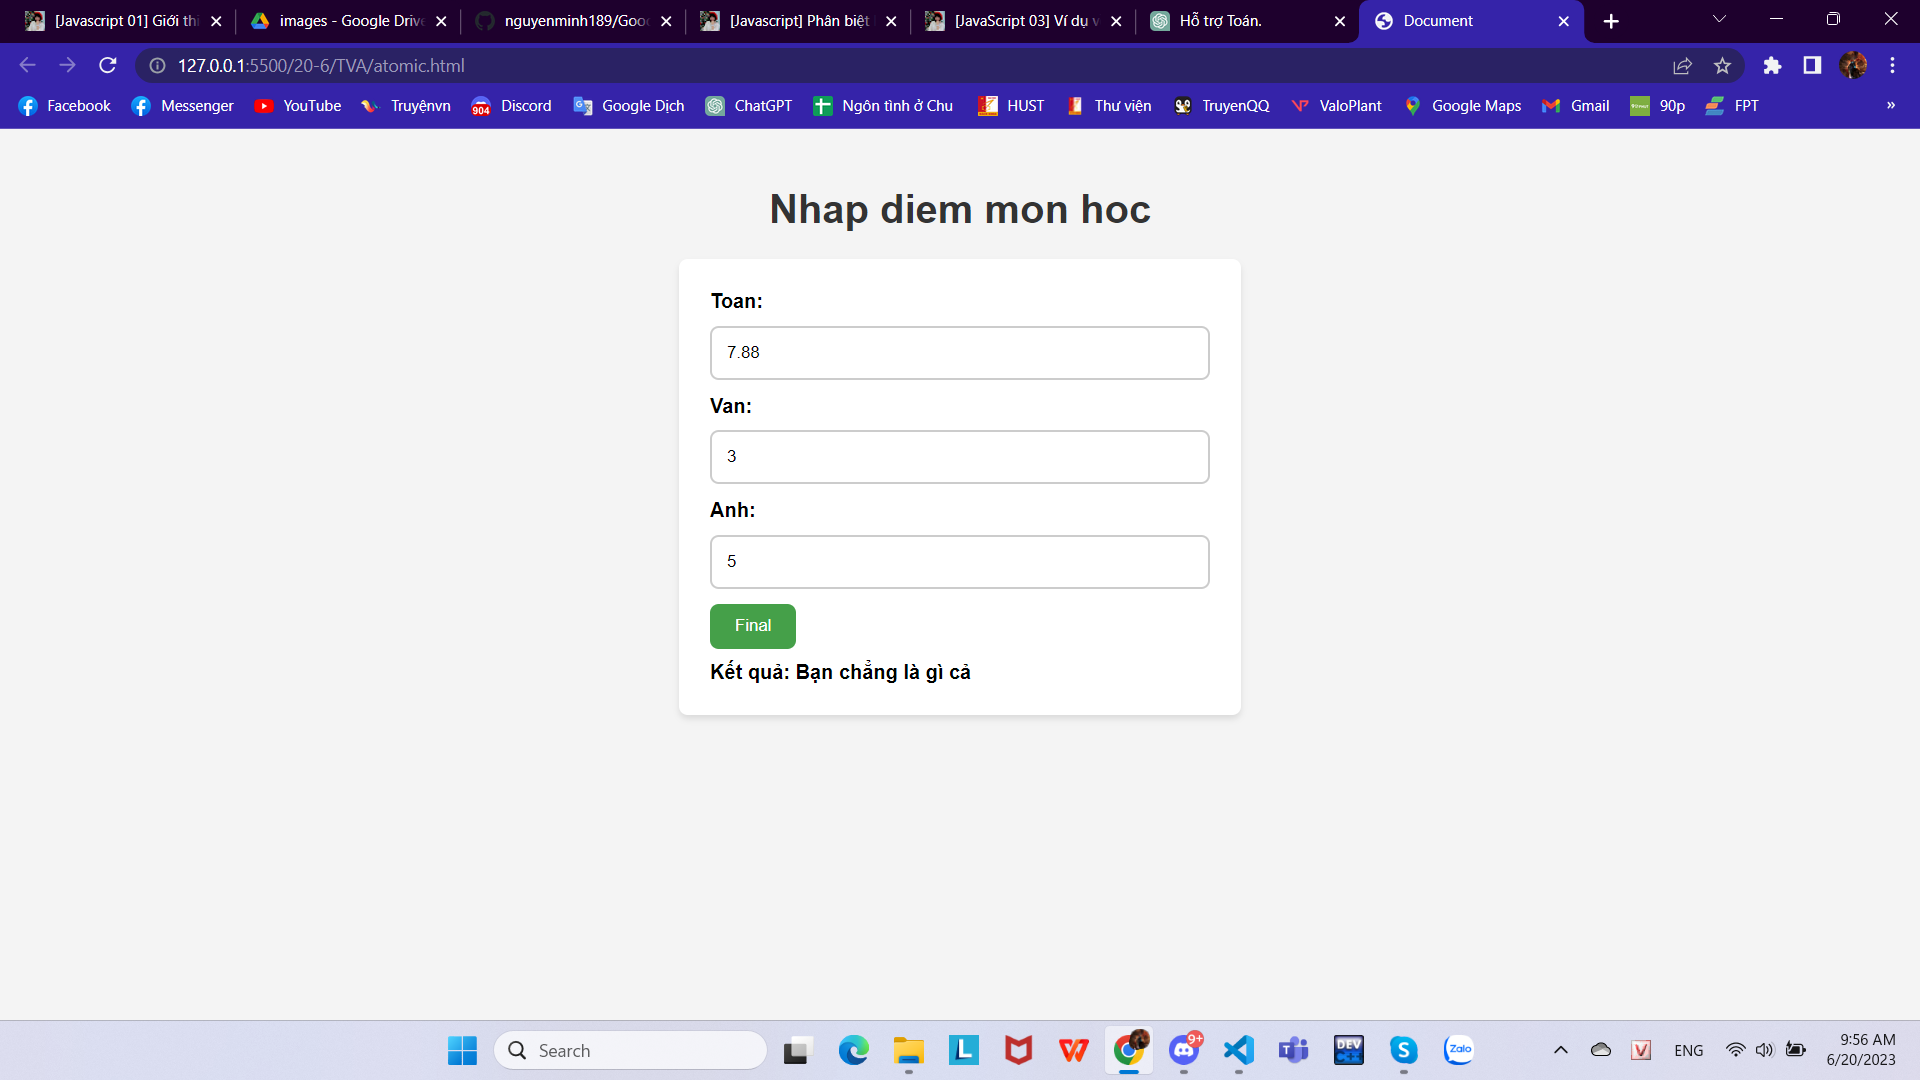 [Javascript 01] Giới thi
images - Google Drive
nguyenminh189/Goo
[Javascript] Phân biệt
[JavaScript 03] Ví dụ v
Hỗ trợ Toán.
Document
127.0.0.1:5500/20-6/TVA/atomic.html
Facebook
Messenger
YouTube
Truyệnvn
904
Discord
Google Dịch
ChatGPT
Ngôn tình ở Chu
HUST
Thư viện
TruyenQQ
ValoPlant
Google Maps
Gmail
90p
FPT
»
Nhap diem mon hoc
Toan:
7.88
Van:
3
Anh:
5
Final
Kết quả: Bạn chẳng là gì cả
Search
L
9+
DEV
C++
Zalo
V
ENG
9:56 AM
6/20/2023